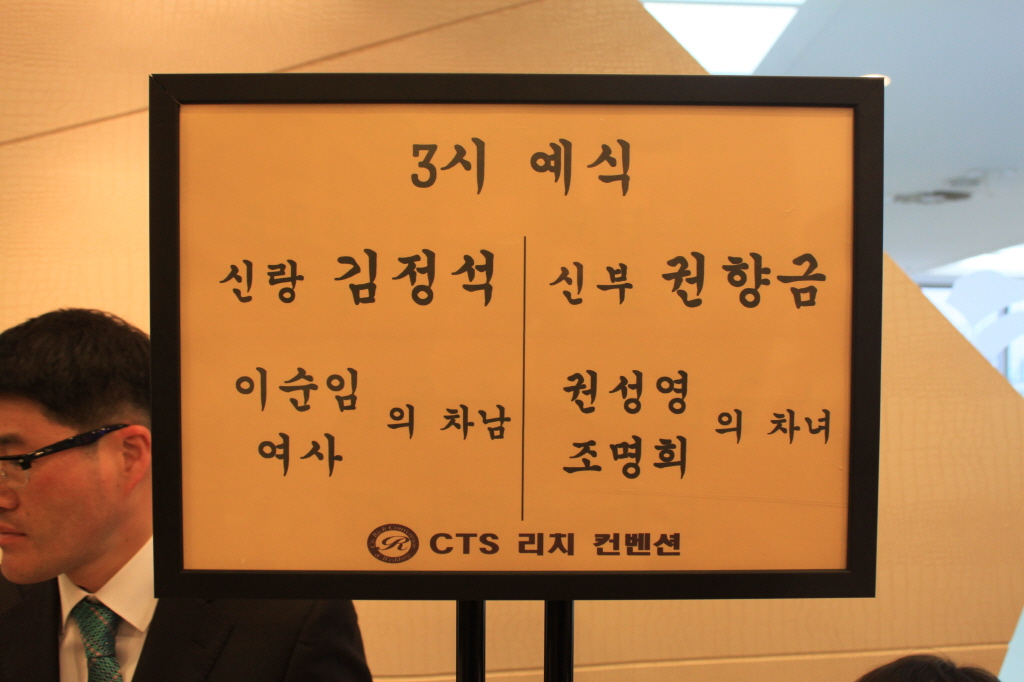 3시 예식
신랑 김정석
이순임
여사
의 차남
신부 권향금
권성영
조명희
의 차녀
CTS 리치 컨벤션